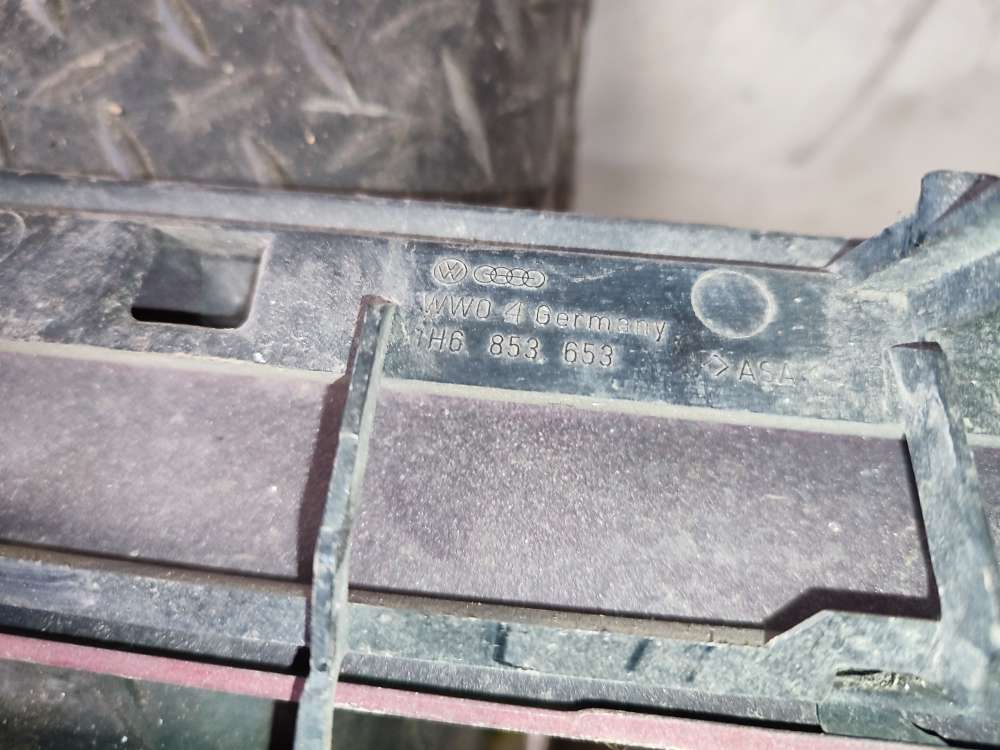 WWO 4 Germany
1H6 853 653
>ASA